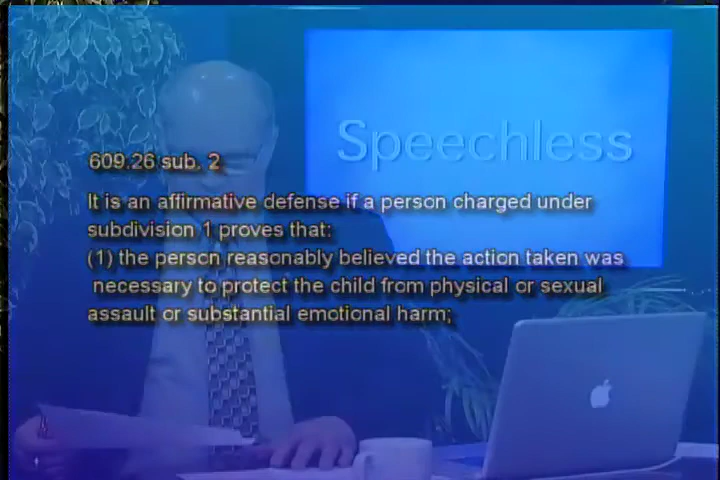 Speechless
609.26 sub. 2
It is an affirmative defense if a person charged under
subdivision 1 proves that:
(1) the person reasonably believed the action taken was
necessary to protect the child from physical or sexual
assault or substantial emotional harm;